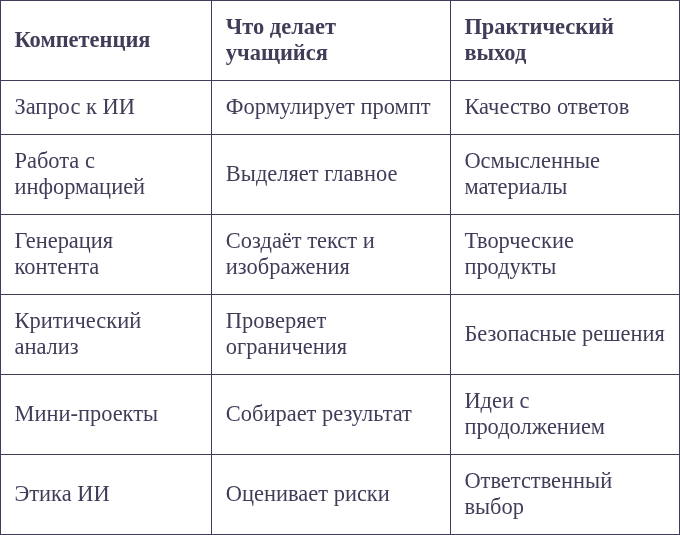 Компетенция
Что делает
учащийся
Практический
выход
Запрос к ИИ
Формулирует промпт
Качество ответов
Работа с
информацией
Выделяет главное
Осмысленные
материалы
Генерация
контента
Создаёт текст и
изображения
Творческие
продукты
Критический
анализ
Проверяет
ограничения
Безопасные решения
Мини-проекты
Собирает результат
Идеи с
продолжением
Этика ИИ
Оценивает риски
Ответственный
выбор